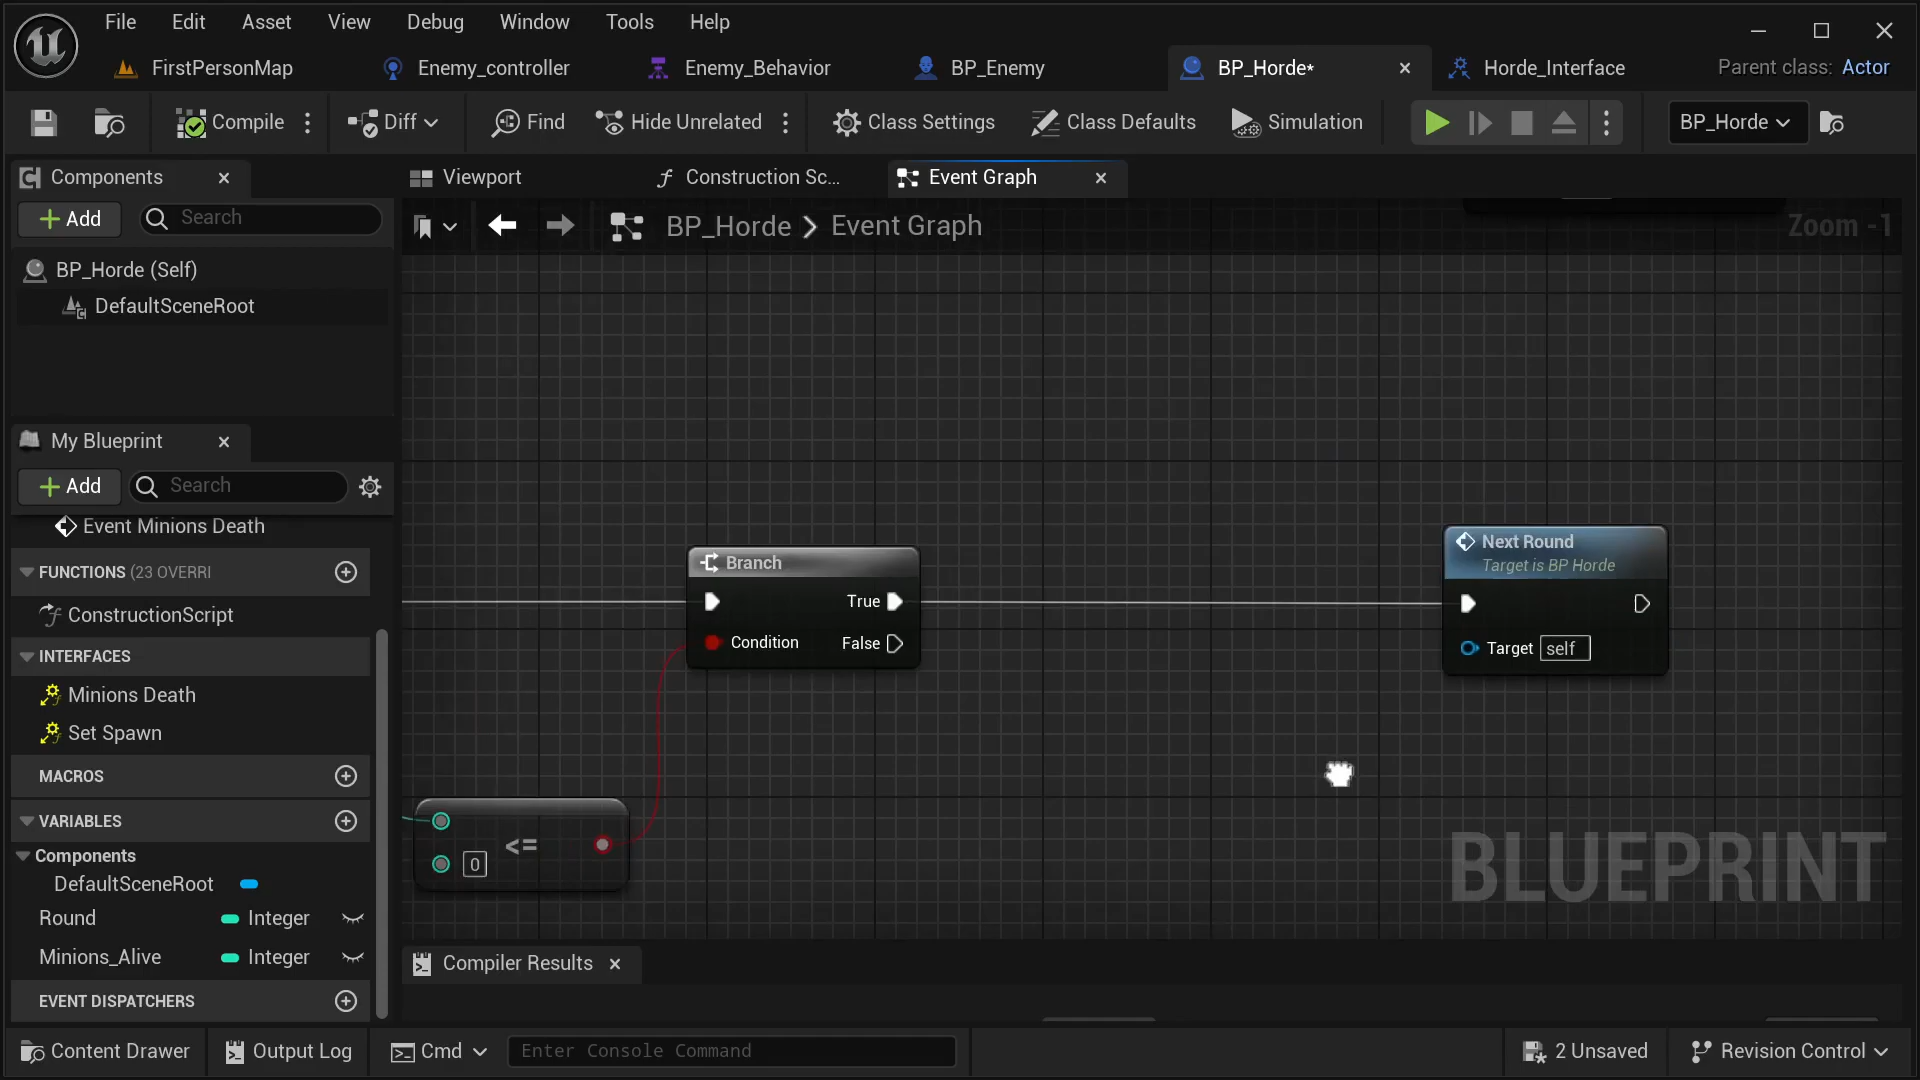 File Edit Asset View Debug Window Tools Help
FirstPersonMap Enemy_controller Enemy_Behavior BP_Enemy BP_Horde* Horde_Interface Parent class: Actor
Compile Diff Find Hide Unrelated Class Settings Class Defaults Simulation BP_Horde
Components Viewport Construction Sc... Event Graph
Add Search
BP_Horde > Event Graph Zoom -1
BP_Horde (Self)
DefaultSceneRoot
My Blueprint
Add Search
Event Minions Death
FUNCTIONS (23 OVERRI
ConstructionScript
INTERFACES
Minions Death
Set Spawn
MACROS
VARIABLES
Components
DefaultSceneRoot
Round Integer
Minions_Alive Integer
EVENT DISPATCHERS
Branch
True
Condition False
<=
0
Next Round
Target is BP Horde
Target self
BLUEPRINT
Compiler Results
Content Drawer Output Log Cmd Enter Console Command 2 Unsaved Revision Control